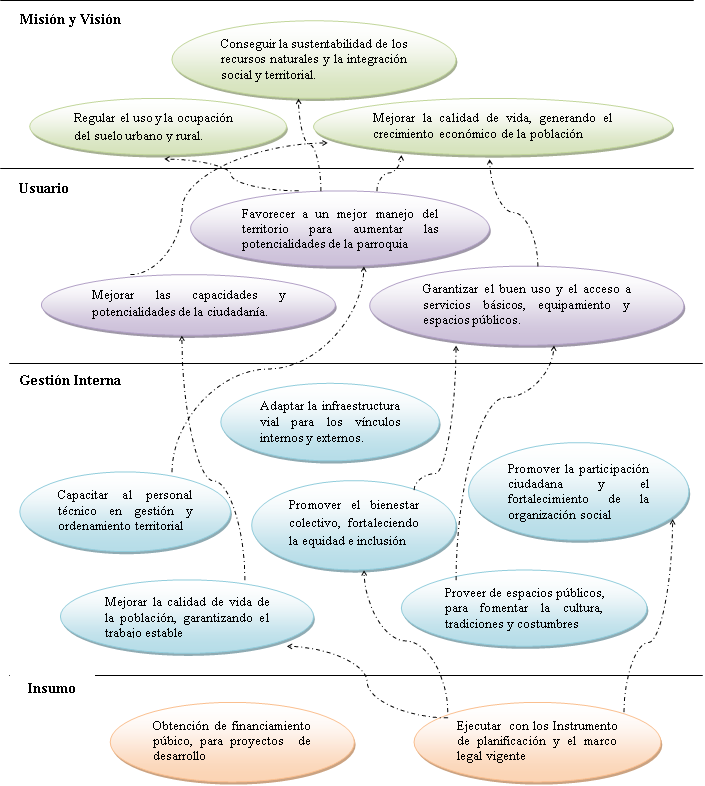 Misión y Visión
Conseguir la sustentabilidad de los
recursos naturales y la integración
social y territorial.
Regular el uso y la ocupación
del suelo urbano y rural.
Mejorar la calidad de vida, generando el
crecimiento económico de la población
Usuario
Favorecer a un mejor manejo del
territorio para aumentar las
potencialidades de la parroquia
Mejorar las capacidades y
potencialidades de la ciudadanía.
Garantizar el buen uso y el acceso a
servicios básicos, equipamiento y
espacios públicos.
Gestión Interna
Adaptar la infraestructura
vial para los vínculos
internos y externos.
Capacitar al personal
técnico en gestión y
ordenamiento territorial
Promover el bienestar
colectivo, fortaleciendo
la equidad e inclusión
Promover la participación
ciudadana y el
fortalecimiento de la
organización social
Mejorar la calidad de vida de
la población, garantizando el
trabajo estable
Proveer de espacios públicos,
para fomentar la cultura,
tradiciones y costumbres
Insumo
Obtención de financiamiento
púbico, para proyectos de
desarrollo
Ejecutar con los Instrumento
de planificación y el marco
legal vigente